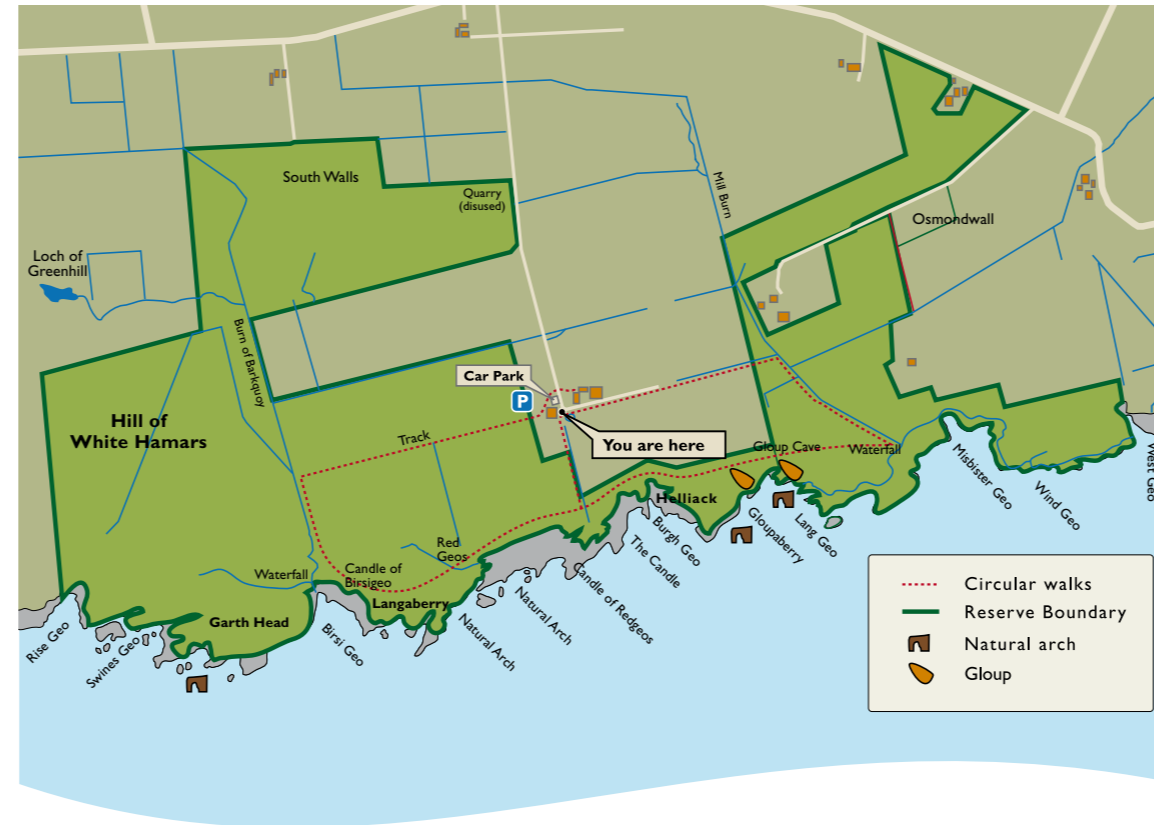 South Walls
Quarry
(disused)
Mill Burn
Osmondwall
Loch of
Greenhill
Burn of Barkquoy
Car Park
P
You are here
Hill of
White Hamars
Track
Gloup Cave
Waterfall
Misbister Geo
Wind Geo
West Geo
Helliack
Gloupaberry
Lang Geo
Burgh Geo
The Candle
Candle of Redgeos
Red
Geos
Natural Arch
Natural Arch
Waterfall
Candle of
Birsigeo
Langaberry
Garth Head
Birsi Geo
Swines Geo
Rise Geo
Circular walks
Reserve Boundary
Natural arch
Gloup